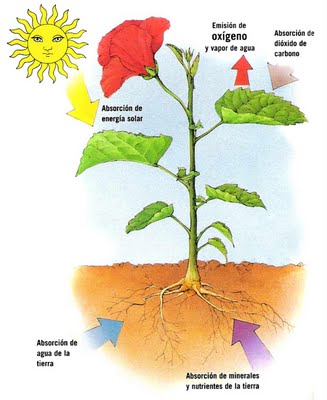 Emisión de
oxígeno
y vapor de agua
Absorción de
dióxido de
carbono
Absorción de
energía solar
Absorción de
agua de la
tierra
Absorción de minerales
y nutrientes de la tierra